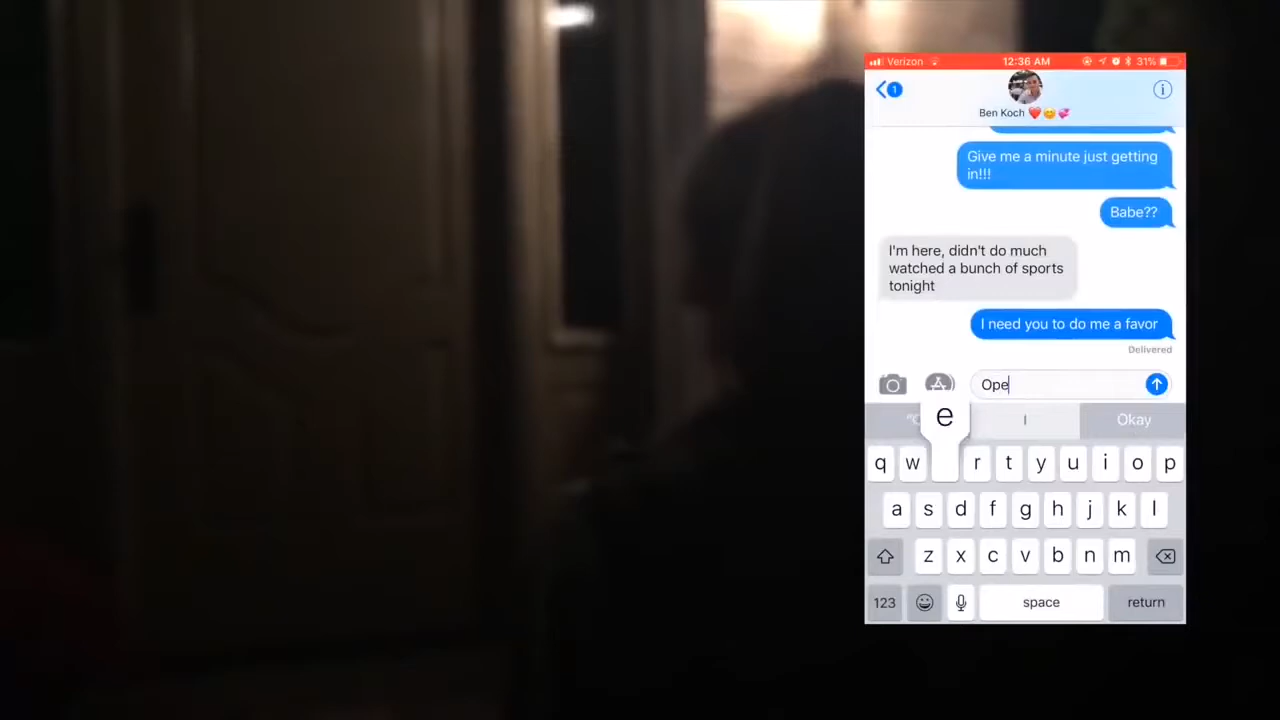 Verizon 12:36 AM 31%
1
Ben Koch ❤️😊💞
Give me a minute just getting
in!!!
Babe??
I'm here, didn't do much
watched a bunch of sports
tonight
I need you to do me a favor
Delivered
Ope
e I Okay
q w r t y u i o p
a s d f g h j k l
z x c v b n m
123 space return